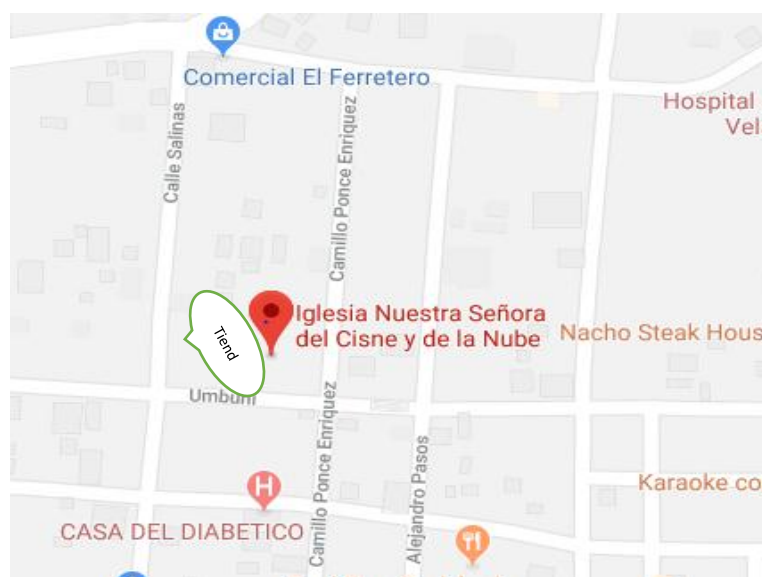 Comercial El Ferretero
Hospital
Vel
Calle Salinas
Camillo Ponce Enriquez
Iglesia Nuestra Señora
del Cisne y de la Nube
Nacho Steak Hous
Tiend
Umbuni
Camillo Ponce Enriquez
Alejandro Pasos
Karaoke co
H
CASA DEL DIABETICO